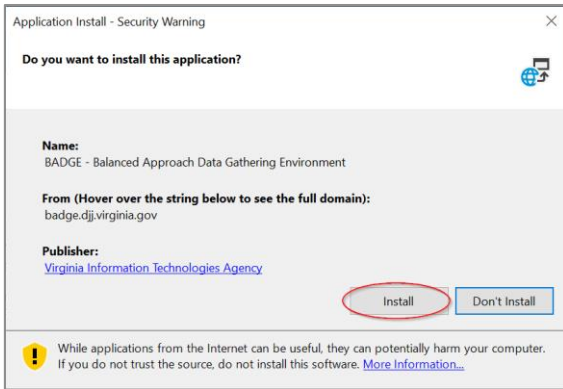 Application Install - Security Warning
Do you want to install this application?
Name:
BADGE - Balanced Approach Data Gathering Environment
From (Hover over the string below to see the full domain):
badge.djj.virginia.gov
Publisher:
Virginia Information Technologies Agency
Install
Don't Install
While applications from the Internet can be useful, they can potentially harm your computer.
If you do not trust the source, do not install this software. More Information...